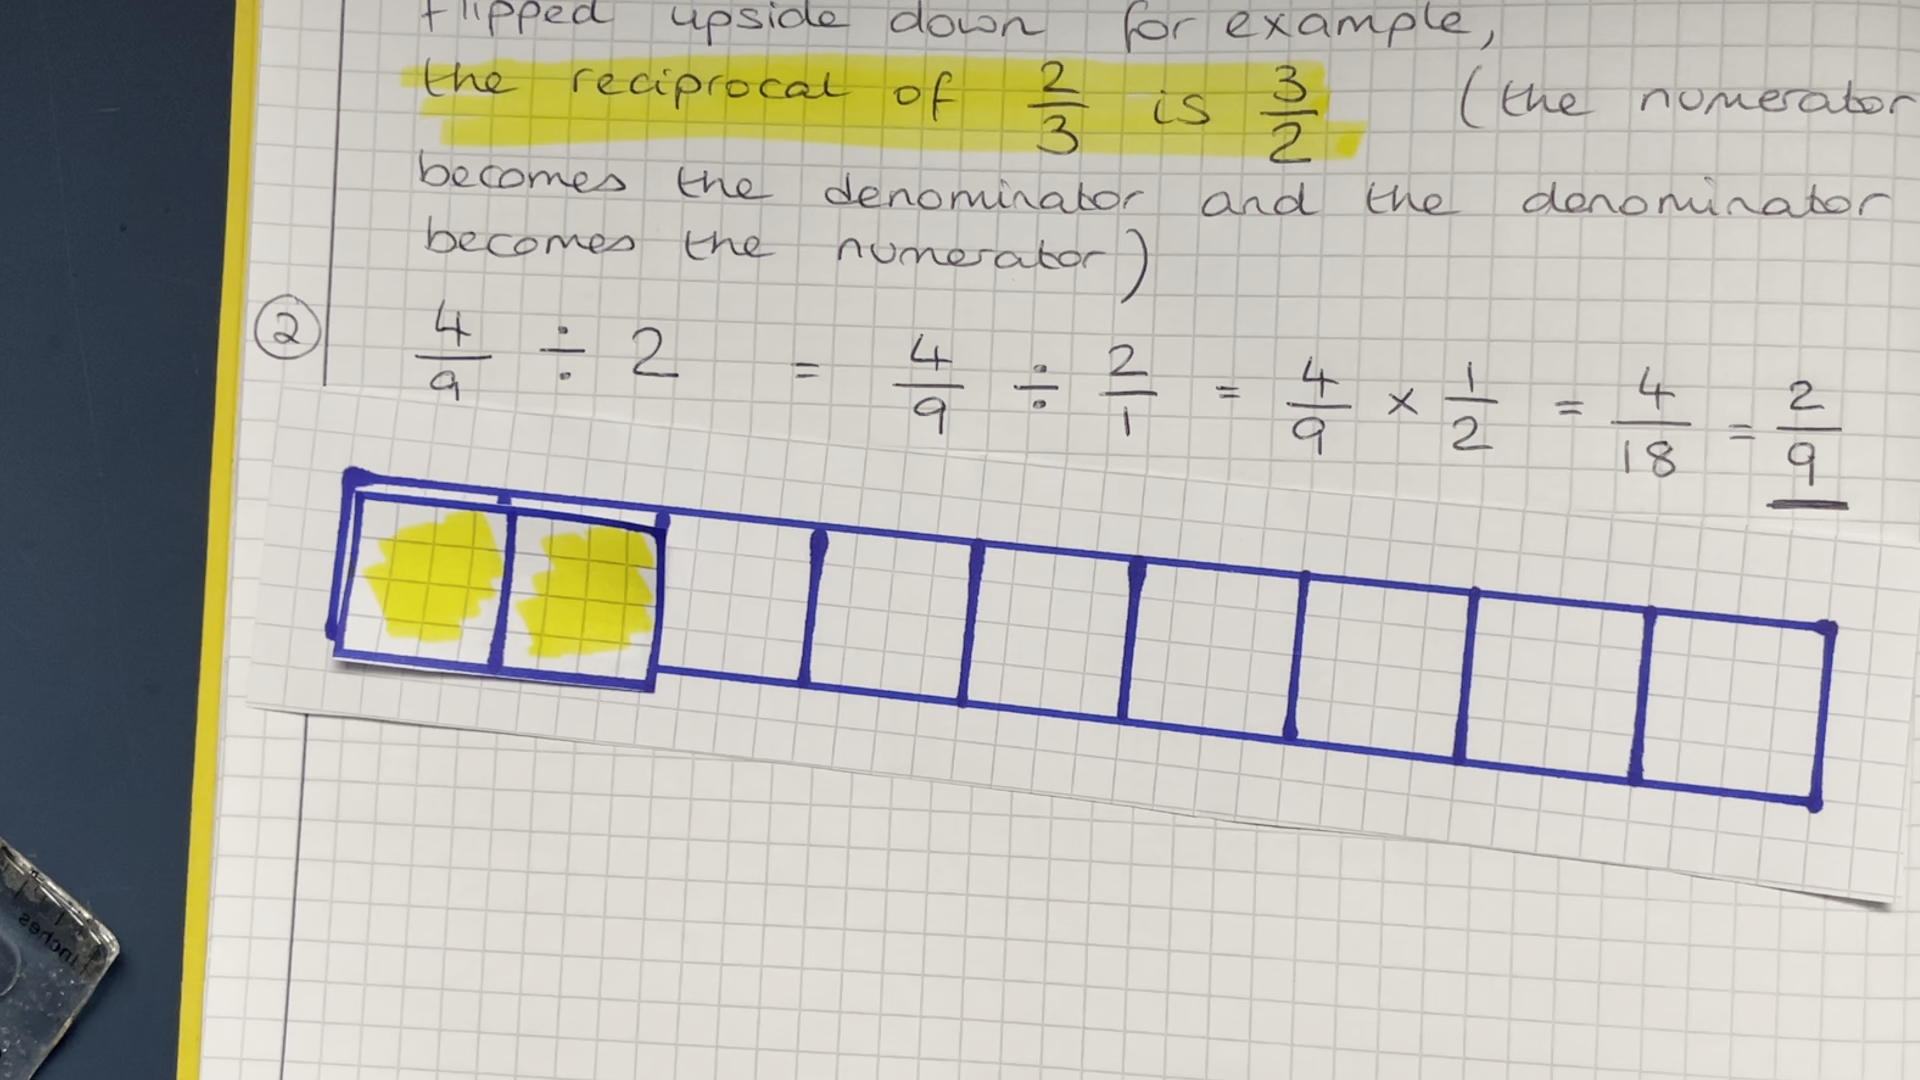 flipped upside down for example,
the reciprocal of 2/3 is 3/2 (the numerator
becomes the denominator and the denominator
becomes the numerator)
② 4/9 ÷ 2 = 4/9 ÷ 2/1 = 4/9 × 1/2 = 4/18 = 2/9
inches